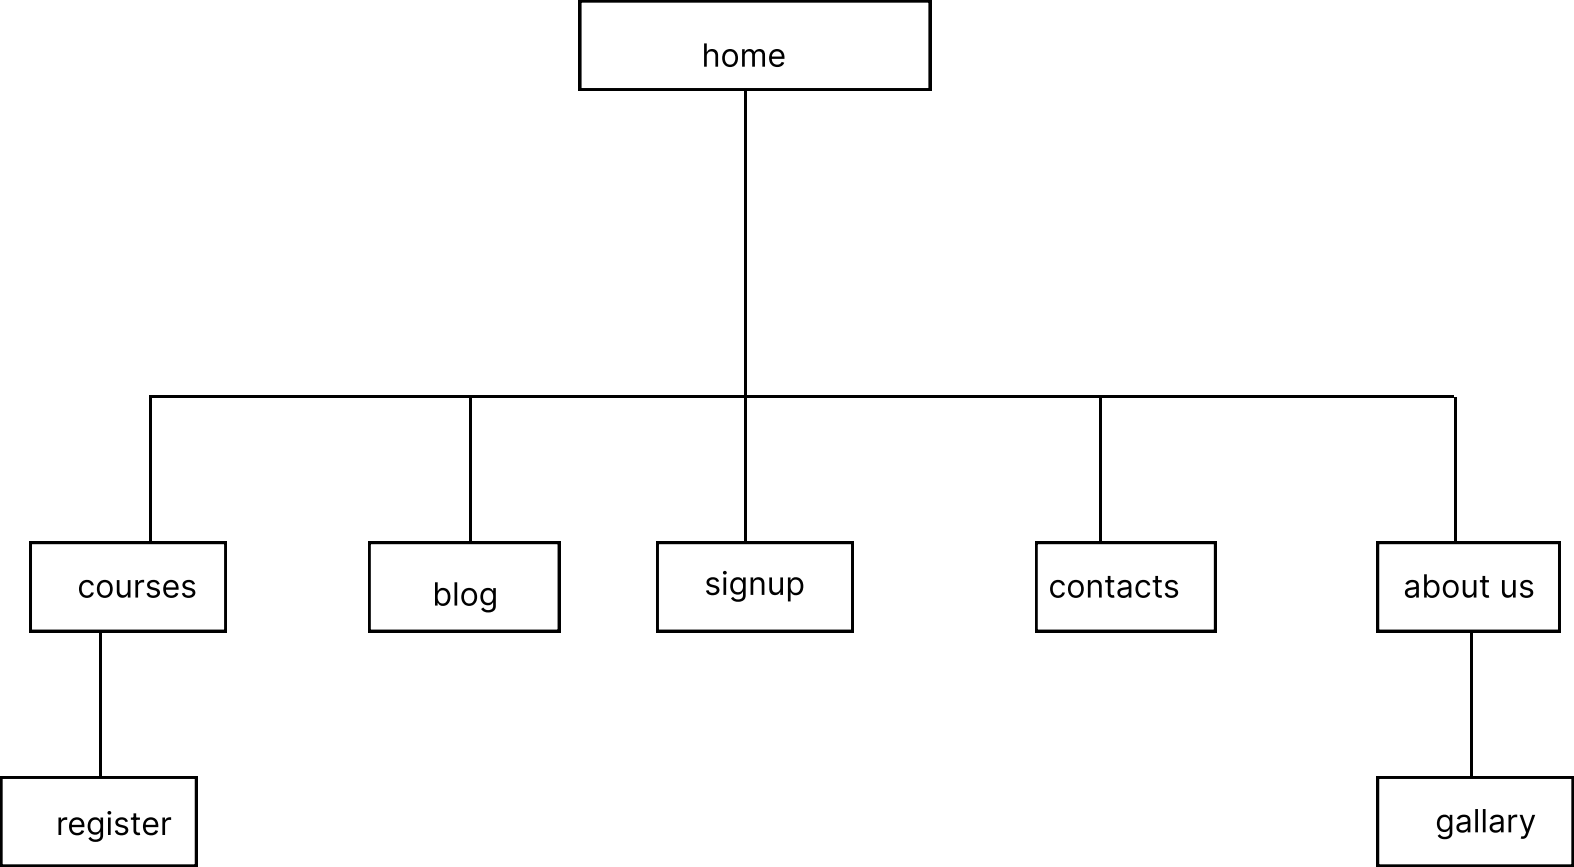 home
courses
blog
signup
contacts
about us
register
gallary